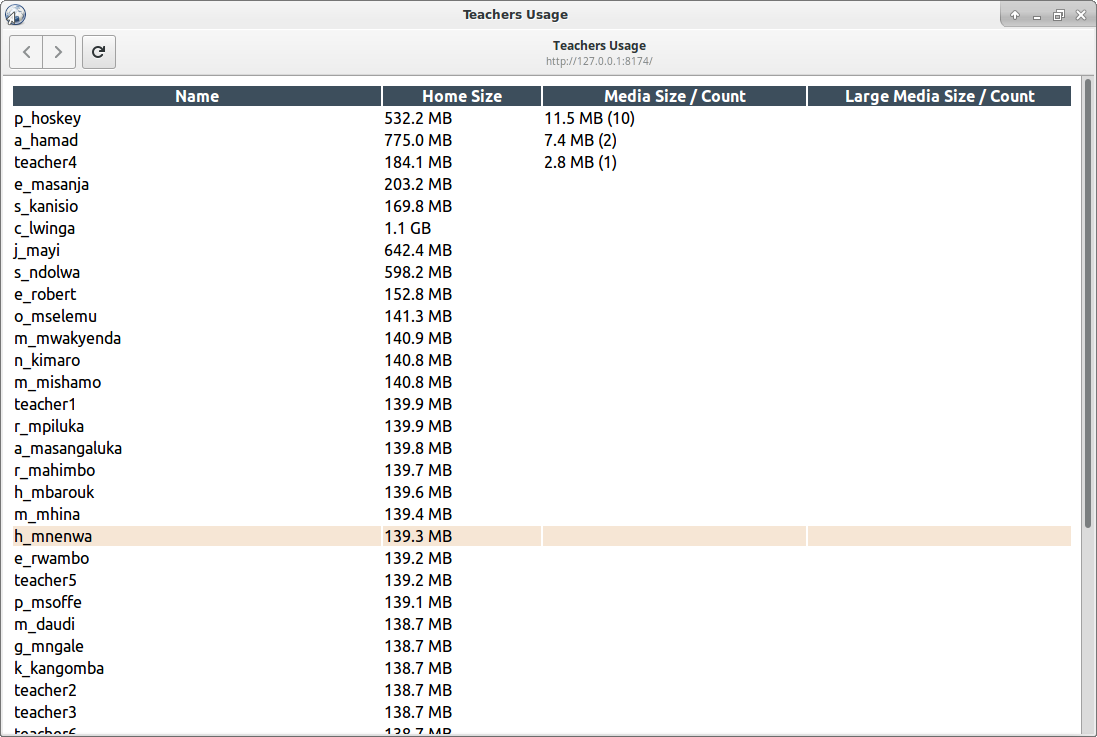 Teachers Usage
Teachers Usage
http://127.0.0.1:8174/
Name Home Size Media Size / Count Large Media Size / Count
p_hoskey 532.2 MB 11.5 MB (10)
a_hamad 775.0 MB 7.4 MB (2)
teacher4 184.1 MB 2.8 MB (1)
e_masanja 203.2 MB
s_kanisio 169.8 MB
c_lwinga 1.1 GB
j_mayi 642.4 MB
s_ndolwa 598.2 MB
e_robert 152.8 MB
o_mselemu 141.3 MB
m_mwakyenda 140.9 MB
n_kimaro 140.8 MB
m_mishamo 140.8 MB
teacher1 139.9 MB
r_mpiluka 139.9 MB
a_masangaluka 139.8 MB
r_mahimbo 139.7 MB
h_mbarouk 139.6 MB
m_mhina 139.4 MB
h_mnenwa 139.3 MB
e_rwambo 139.2 MB
teacher5 139.2 MB
p_msoffe 139.1 MB
m_daudi 138.7 MB
g_mngale 138.7 MB
k_kangomba 138.7 MB
teacher2 138.7 MB
teacher3 138.7 MB
teacher6 138.7 MB